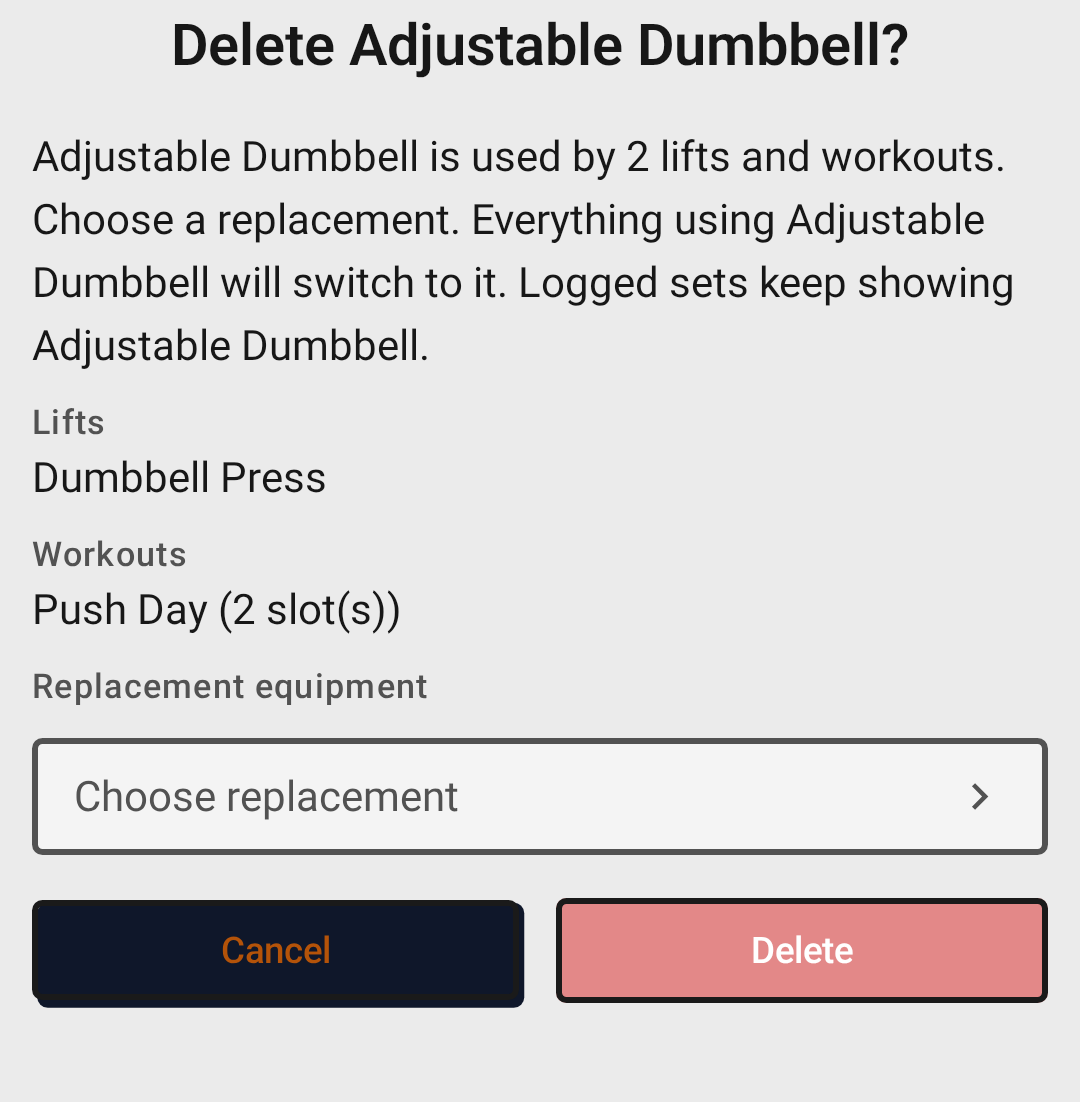 Delete Adjustable Dumbbell?
Adjustable Dumbbell is used by 2 lifts and workouts.
Choose a replacement. Everything using Adjustable
Dumbbell will switch to it. Logged sets keep showing
Adjustable Dumbbell.
Lifts
Dumbbell Press
Workouts
Push Day (2 slot(s))
Replacement equipment
Choose replacement
Cancel
Delete